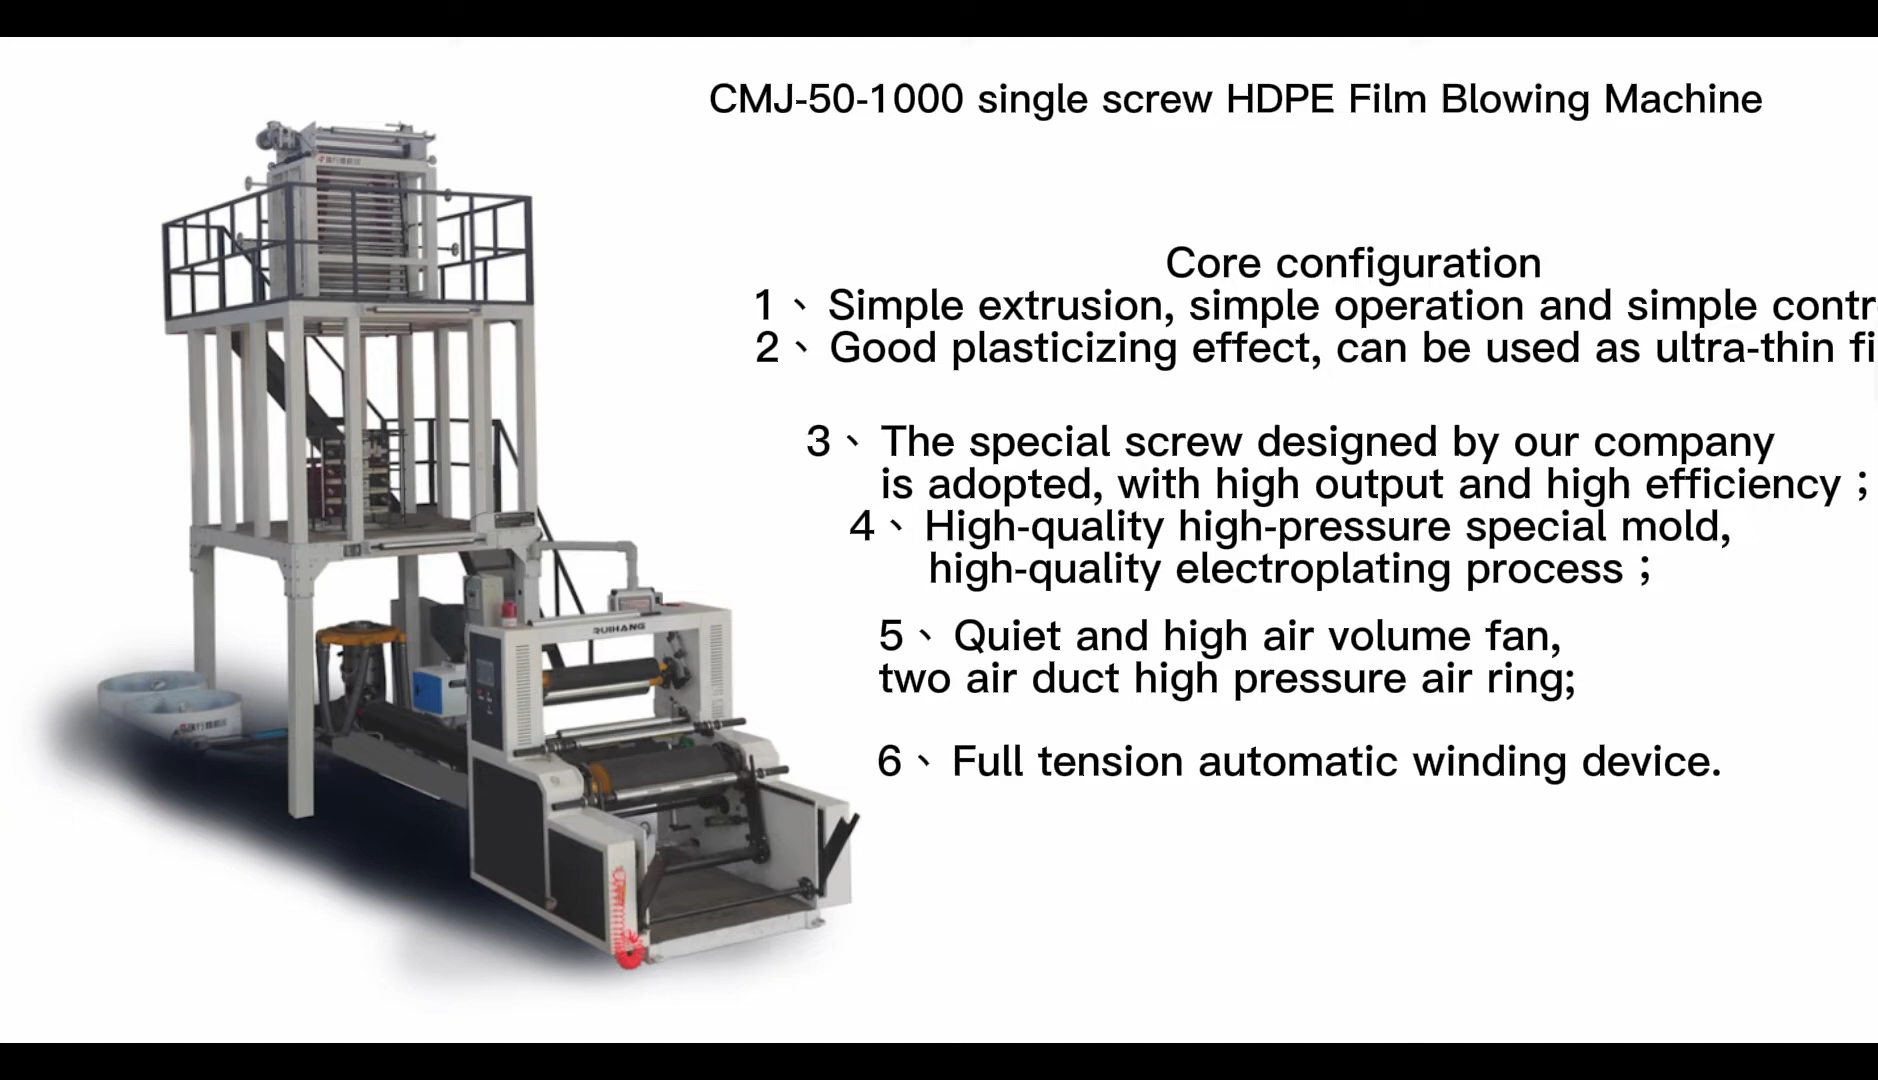 CMJ-50-1000 single screw HDPE Film Blowing Machine
Core configuration
1、Simple extrusion, simple operation and simple contr
2、Good plasticizing effect, can be used as ultra-thin fi
3、The special screw designed by our company
is adopted, with high output and high efficiency；
4、High-quality high-pressure special mold,
high-quality electroplating process；
5、Quiet and high air volume fan,
two air duct high pressure air ring;
6、Full tension automatic winding device.
RUIHANG